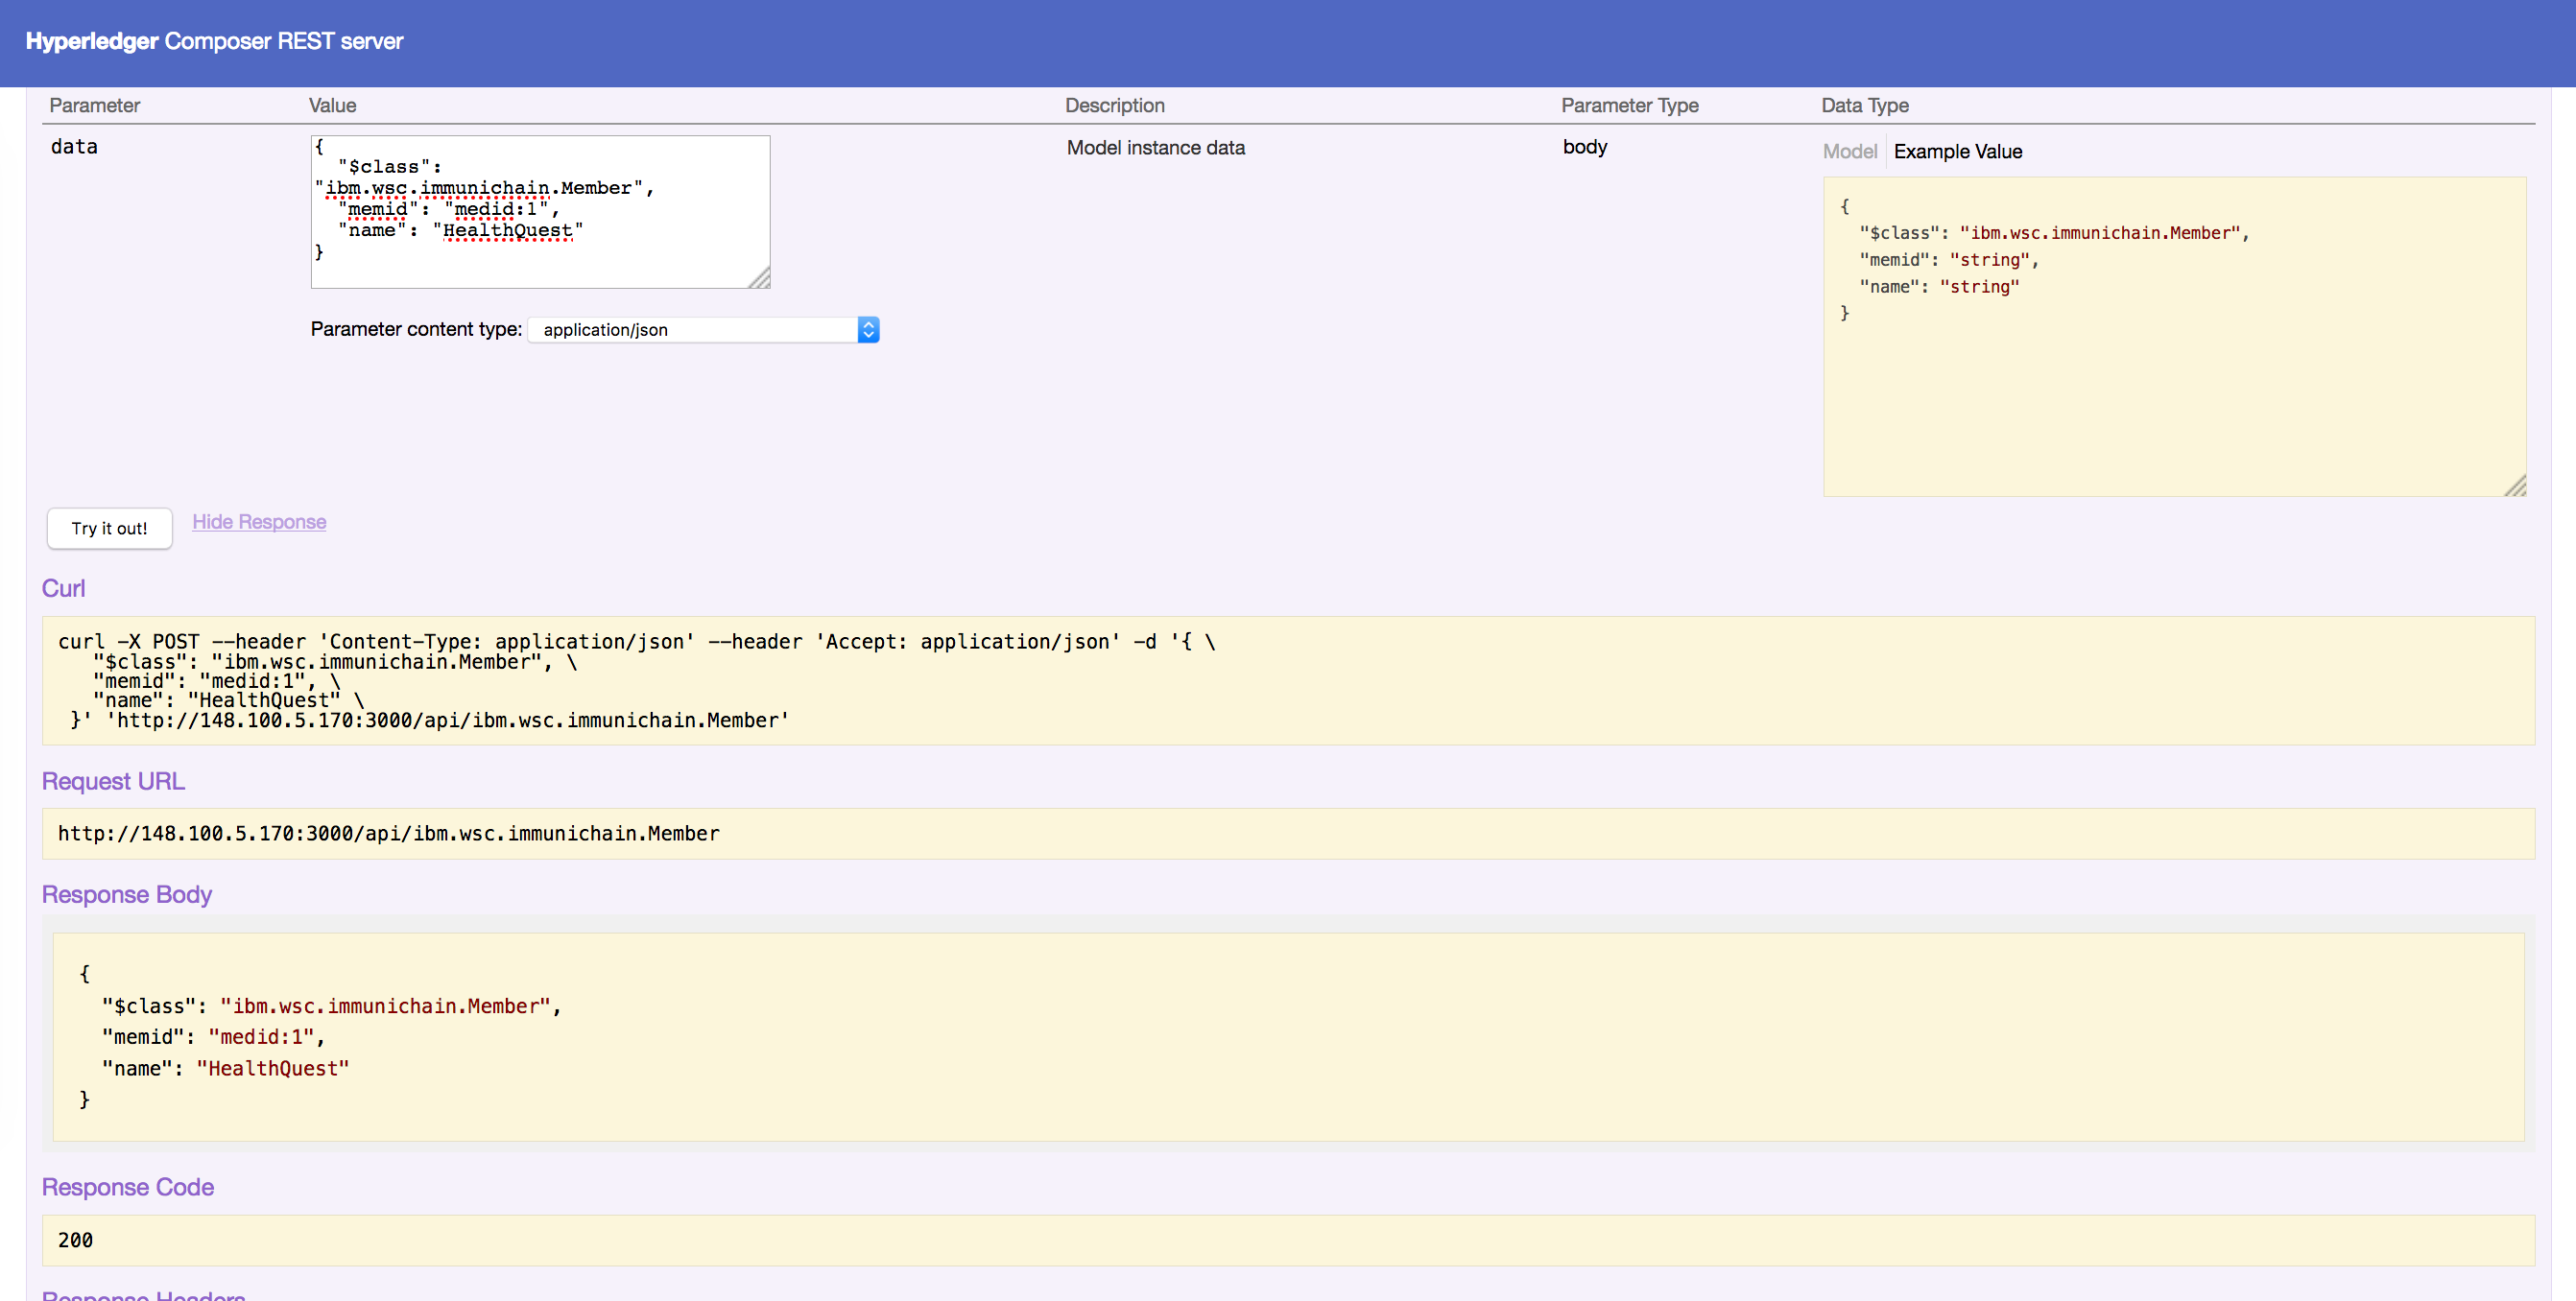 Hyperledger Composer REST server
Parameter Value Description Parameter Type Data Type
data
{
"$class":
"ibm.wsc.immunichain.Member",
"memid": "medid:1",
"name": "HealthQuest"
}
Parameter content type: application/json
Model instance data
body
Model Example Value
{
"$class": "ibm.wsc.immunichain.Member",
"memid": "string",
"name": "string"
}
Try it out! Hide Response
Curl
curl -X POST --header 'Content-Type: application/json' --header 'Accept: application/json' -d '{ \
"$class": "ibm.wsc.immunichain.Member", \
"memid": "medid:1", \
"name": "HealthQuest" \
}' 'http://148.100.5.170:3000/api/ibm.wsc.immunichain.Member'
Request URL
http://148.100.5.170:3000/api/ibm.wsc.immunichain.Member
Response Body
{
"$class": "ibm.wsc.immunichain.Member",
"memid": "medid:1",
"name": "HealthQuest"
}
Response Code
200
Response Headers